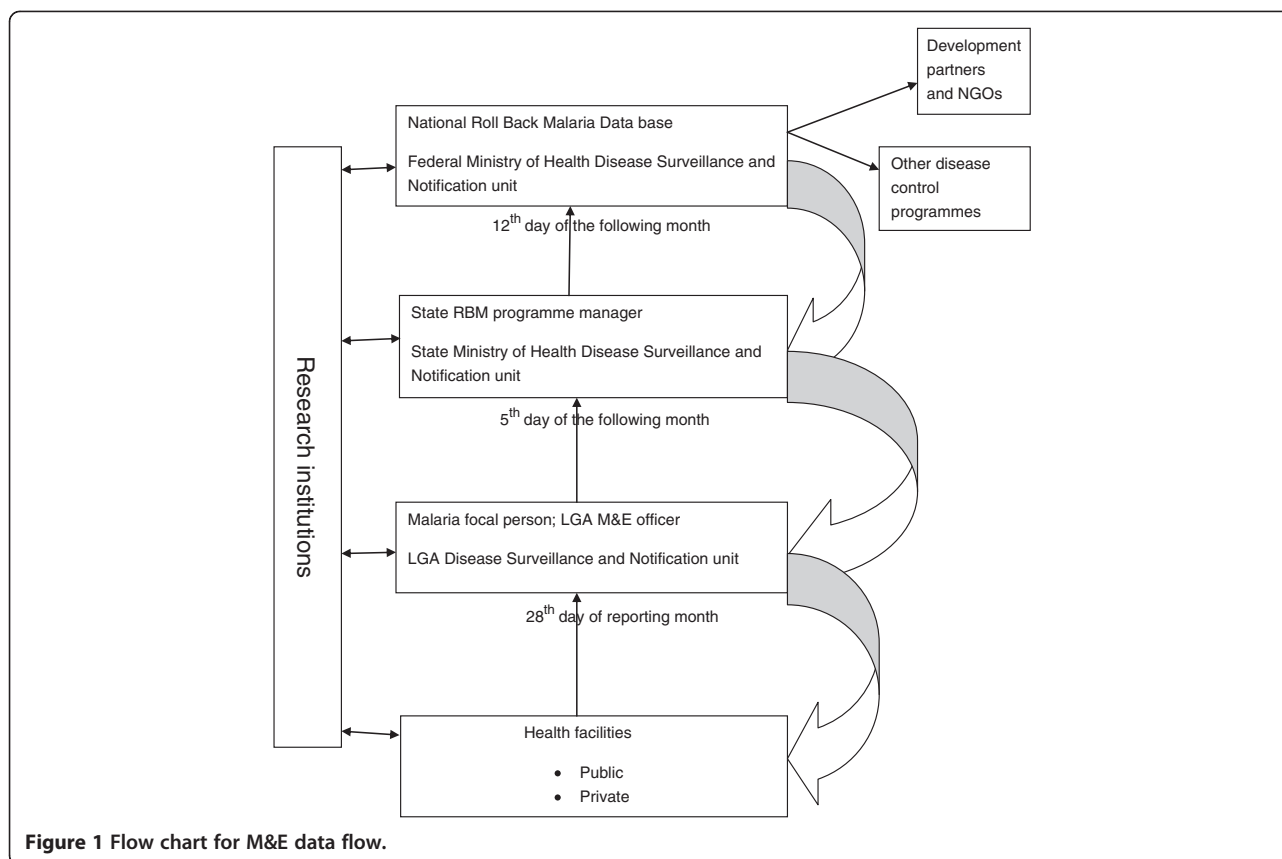 Development
partners
and NGOs
National Roll Back Malaria Data base
Federal Ministry of Health Disease Surveillance and
Notification unit
Other disease
control
programmes
12th day of the following month
State RBM programme manager
State Ministry of Health Disease Surveillance and
Notification unit
5th day of the following month
Research institutions
Malaria focal person; LGA M&E officer
LGA Disease Surveillance and Notification unit
28th day of reporting month
Health facilities
• Public
• Private
Figure 1 Flow chart for M&E data flow.